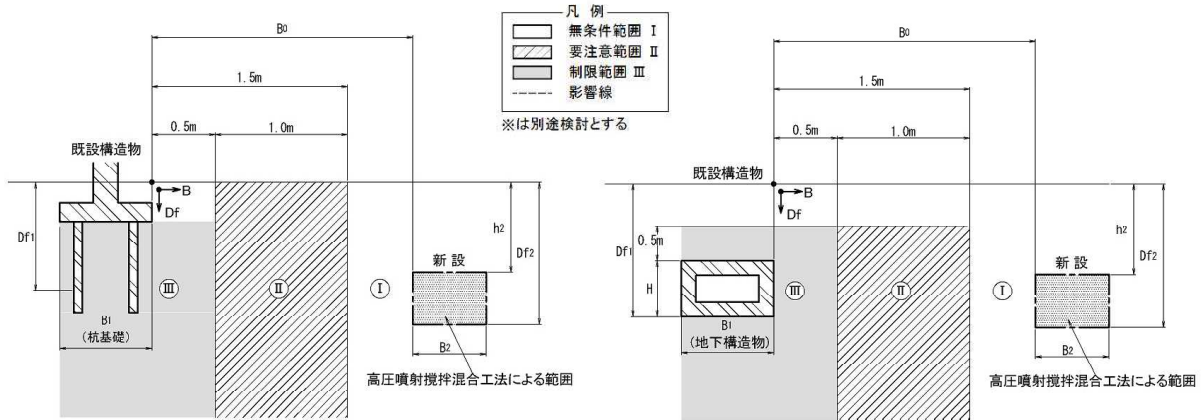 凡 例
無条件範囲 Ⅰ
要注意範囲 Ⅱ
制限範囲 Ⅲ
影響線
※は別途検討とする
B0
1.5m
0.5m 1.0m
既設構造物
B
Df
Df1
h2
Df2
新 設
Ⅲ
Ⅱ
Ⅰ
B1
(杭基礎)
B2
高圧噴射撹拌混合工法による範囲
B0
1.5m
0.5m 1.0m
既設構造物
B
Df
Df1
0.5m
H
h2
Df2
新 設
Ⅲ
Ⅱ
Ⅰ
B1
(地下構造物)
B2
高圧噴射撹拌混合工法による範囲